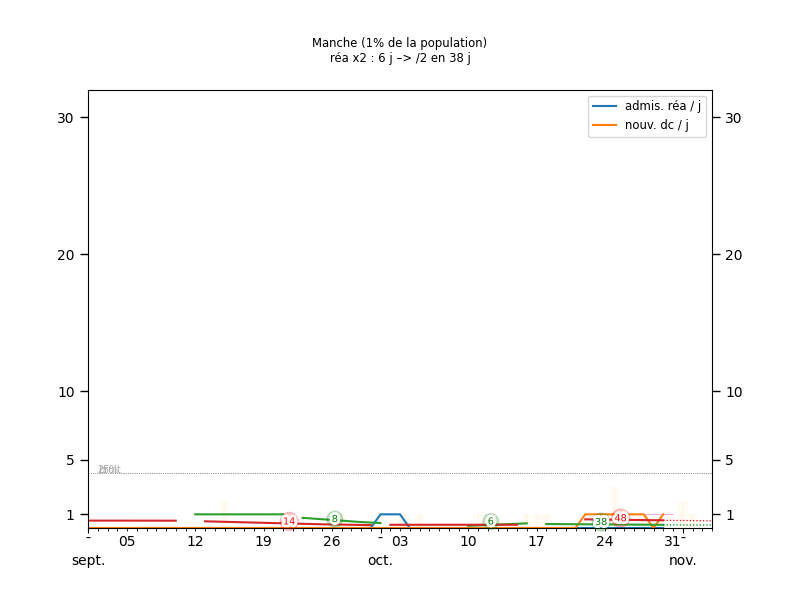 Manche (1% de la population)
réa x2 : 6 j –> /2 en 38 j
admis. réa / j
nouv. dc / j
30 30
20 20
10 10
5 5
1 1
14 8 6 38 48
- 05 12 19 26 - 03 10 17 24 31 -
sept. oct. nov.